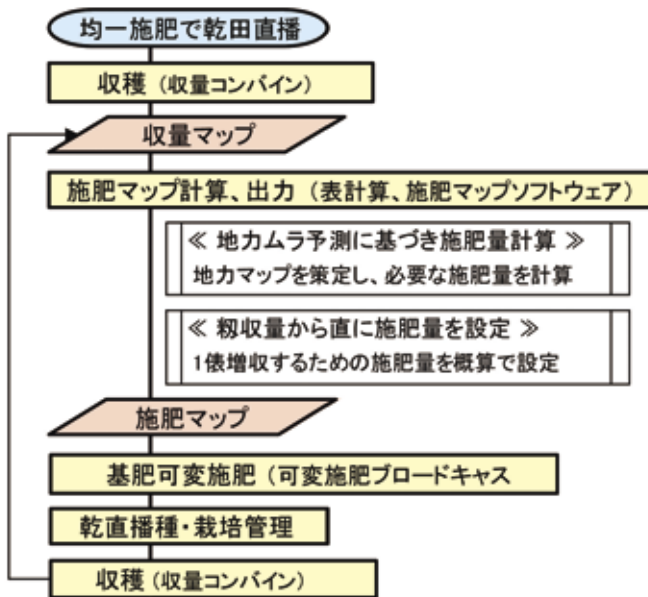 均一施肥で乾田直播
収穫（収量コンバイン）
収量マップ
施肥マップ計算、出力（表計算、施肥マップソフトウェア）
≪ 地力ムラ予測に基づき施肥量計算 ≫
地力マップを策定し、必要な施肥量を計算
≪ 籾収量から直に施肥量を設定 ≫
1俵増収するための施肥量を概算で設定
施肥マップ
基肥可変施肥（可変施肥ブロードキャス
乾直播種・栽培管理
収穫（収量コンバイン）